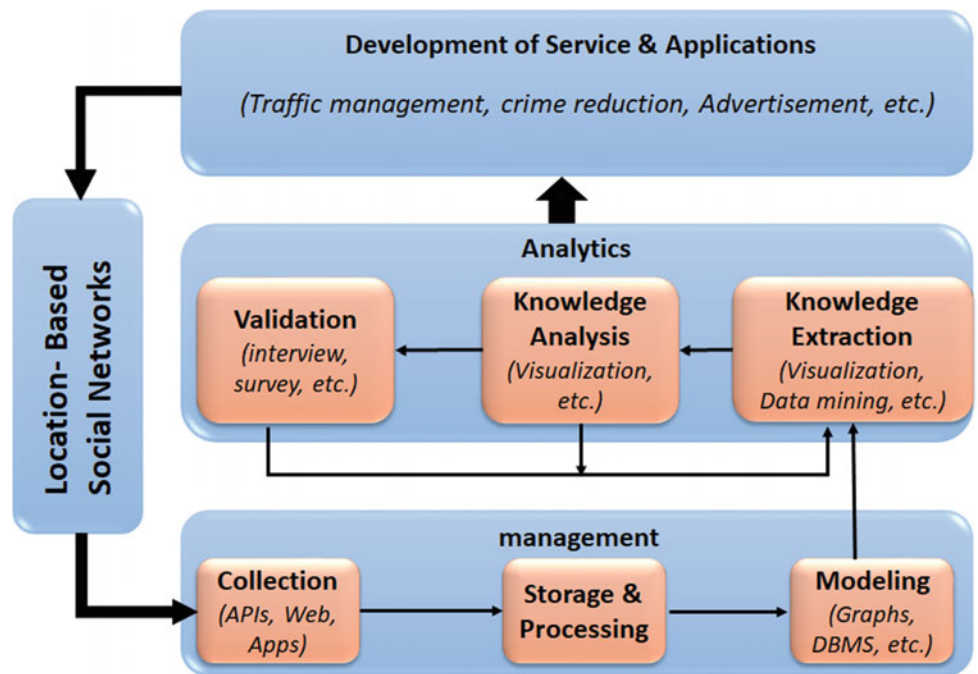 Development of Service & Applications
(Traffic management, crime reduction, Advertisement, etc.)
Location- Based
Social Networks
Analytics
Validation
(interview,
survey, etc.)
Knowledge
Analysis
(Visualization,
etc.)
Knowledge
Extraction
(Visualization,
Data mining, etc.)
management
Collection
(APIs, Web,
Apps)
Storage &
Processing
Modeling
(Graphs,
DBMS, etc.)